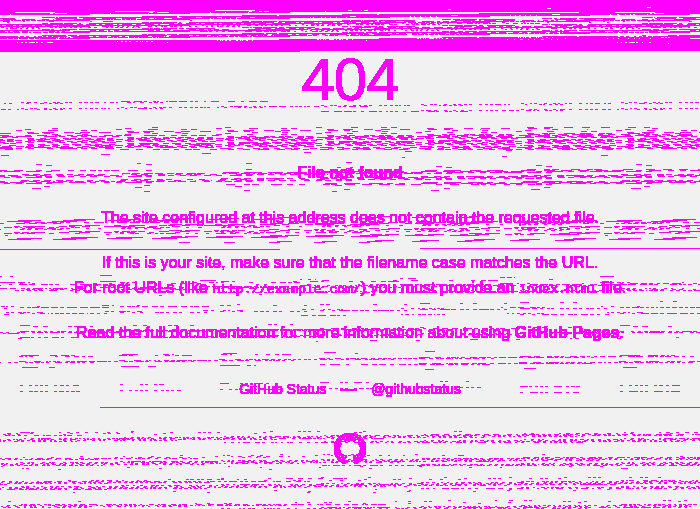 404
File not found
The site configured at this address does not contain the requested file.
If this is your site, make sure that the filename case matches the URL.
For root URLs (like http://example.com/) you must provide an index.html file.
Read the full documentation for more information about using GitHub Pages.
GitHub Status — @githubstatus